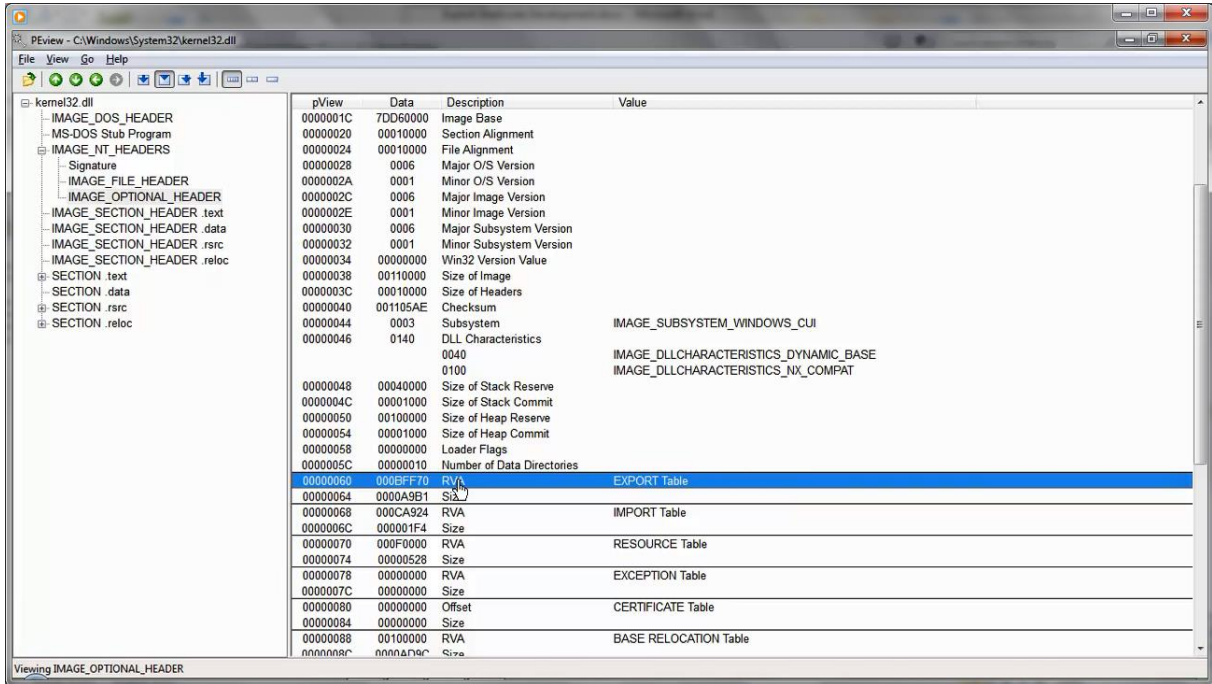 PEview - C:\Windows\System32\kernel32.dll
File View Go Help
kernel32.dll
IMAGE_DOS_HEADER
MS-DOS Stub Program
IMAGE_NT_HEADERS
Signature
IMAGE_FILE_HEADER
IMAGE_OPTIONAL_HEADER
IMAGE_SECTION_HEADER .text
IMAGE_SECTION_HEADER .data
IMAGE_SECTION_HEADER .rsrc
IMAGE_SECTION_HEADER .reloc
SECTION .text
SECTION .data
SECTION .rsrc
SECTION .reloc
pView Data Description Value
0000001C 7DD60000 Image Base
00000020 00010000 Section Alignment
00000024 00010000 File Alignment
00000028 0006 Major O/S Version
0000002A 0001 Minor O/S Version
0000002C 0006 Major Image Version
0000002E 0001 Minor Image Version
00000030 0006 Major Subsystem Version
00000032 0001 Minor Subsystem Version
00000034 00000000 Win32 Version Value
00000038 00110000 Size of Image
0000003C 00010000 Size of Headers
00000040 001105AE Checksum
00000044 0003 Subsystem IMAGE_SUBSYSTEM_WINDOWS_CUI
00000046 0140 DLL Characteristics
0040 IMAGE_DLLCHARACTERISTICS_DYNAMIC_BASE
0100 IMAGE_DLLCHARACTERISTICS_NX_COMPAT
00000048 00040000 Size of Stack Reserve
0000004C 00001000 Size of Stack Commit
00000050 00100000 Size of Heap Reserve
00000054 00001000 Size of Heap Commit
00000058 00000000 Loader Flags
0000005C 00000010 Number of Data Directories
00000060 000BFF70 RVA EXPORT Table
00000064 0000A9B1 Size
00000068 000CA924 RVA IMPORT Table
0000006C 000001F4 Size
00000070 000F0000 RVA RESOURCE Table
00000074 00000528 Size
00000078 00000000 RVA EXCEPTION Table
0000007C 00000000 Size
00000080 00000000 Offset CERTIFICATE Table
00000084 00000000 Size
00000088 00100000 RVA BASE RELOCATION Table
0000008C 0000AD9C Size
Viewing IMAGE_OPTIONAL_HEADER